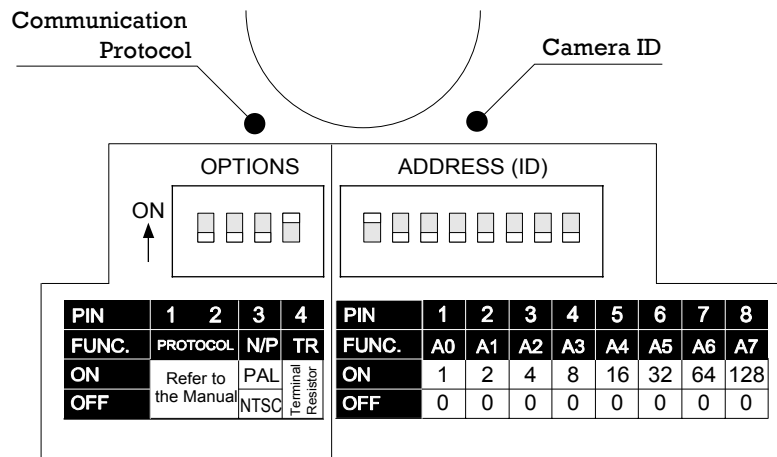 Communication
Protocol
Camera ID
OPTIONS
ADDRESS (ID)
ON
PIN 1 2 3 4
FUNC. PROTOCOL N/P TR
ON Refer to the Manual PAL Terminal Resistor
OFF NTSC
PIN 1 2 3 4 5 6 7 8
FUNC. A0 A1 A2 A3 A4 A5 A6 A7
ON 1 2 4 8 16 32 64 128
OFF 0 0 0 0 0 0 0 0